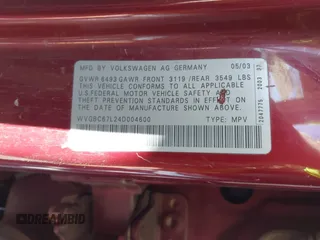 MFG. BY VOLKSWAGEN AG GERMANY 05/03
GVWR 6493 GAWR FRONT 3119 /REAR 3549 LBS
THIS VEHICLE CONFORMS TO ALL APPLICABLE
U.S. FEDERAL MOTOR VEHICLE SAFETY AND
THEFT PREVENTION STANDARDS IN EFFECT ON
THE DATE OF MANUFACTURE SHOWN ABOVE
WVGBC67L24D004600 TYPE: MPV
DREAMBID